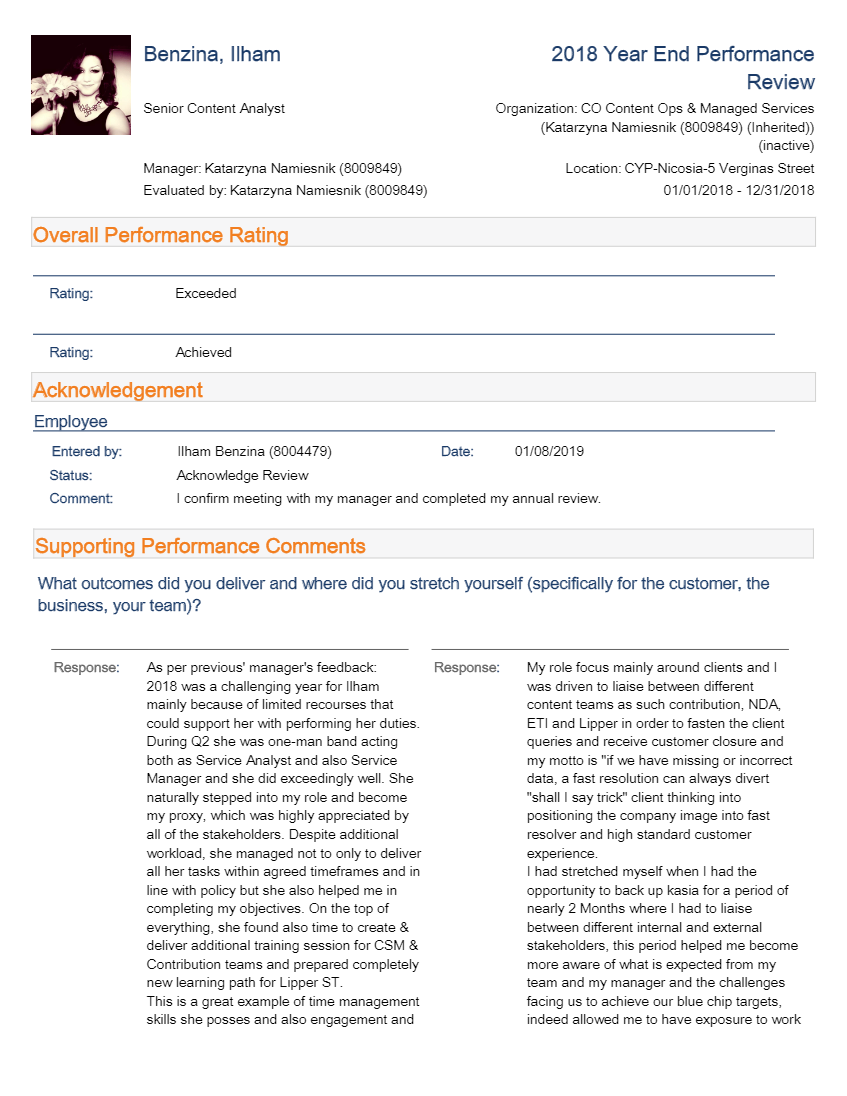 Benzina, Ilham
2018 Year End Performance
Review
Senior Content Analyst
Organization: CO Content Ops & Managed Services
(Katarzyna Namiesnik (8009849) (Inherited))
(inactive)
Manager: Katarzyna Namiesnik (8009849)
Location: CYP-Nicosia-5 Verginas Street
Evaluated by: Katarzyna Namiesnik (8009849)
01/01/2018 - 12/31/2018
Overall Performance Rating
Rating: Exceeded
Rating: Achieved
Acknowledgement
Employee
Entered by: Ilham Benzina (8004479) Date: 01/08/2019
Status: Acknowledge Review
Comment: I confirm meeting with my manager and completed my annual review.
Supporting Performance Comments
What outcomes did you deliver and where did you stretch yourself (specifically for the customer, the
business, your team)?
Response: As per previous' manager's feedback:
2018 was a challenging year for Ilham
mainly because of limited recourses that
could support her with performing her duties.
During Q2 she was one-man band acting
both as Service Analyst and also Service
Manager and she did exceedingly well. She
naturally stepped into my role and become
my proxy, which was highly appreciated by
all of the stakeholders. Despite additional
workload, she managed not to only to deliver
all her tasks within agreed timeframes and in
line with policy but she also helped me in
completing my objectives. On the top of
everything, she found also time to create &
deliver additional training session for CSM &
Contribution teams and prepared completely
new learning path for Lipper ST.
This is a great example of time management
skills she posses and also engagement and
Response: My role focus mainly around clients and I
was driven to liaise between different
content teams as such contribution, NDA,
ETI and Lipper in order to fasten the client
queries and receive customer closure and
my motto is "if we have missing or incorrect
data, a fast resolution can always divert
"shall I say trick" client thinking into
positioning the company image into fast
resolver and high standard customer
experience.
I had stretched myself when I had the
opportunity to back up kasia for a period of
nearly 2 Months where I had to liaise
between different internal and external
stakeholders, this period helped me become
more aware of what is expected from my
team and my manager and the challenges
facing us to achieve our blue chip targets,
indeed allowed me to have exposure to work